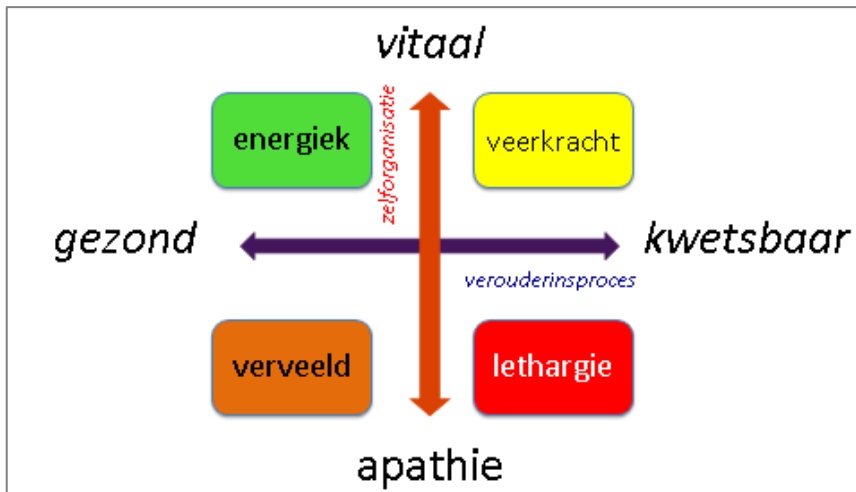 vitaal
energiek
zelforganisatie
veerkracht
gezond
kwetsbaar
verouderinsproces
verveeld
lethargie
apathie